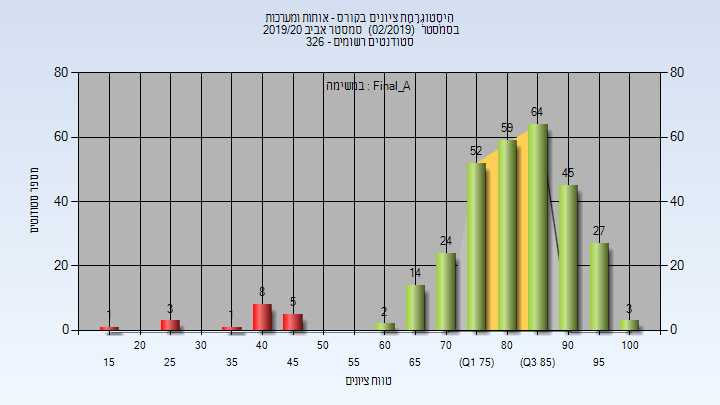 היסטוגרמת ציונים בקורס - אותות ומערכות
בסמסטר (02/2019) סמסטר אביב 2019/20
סטודנטים רשומים - 326
במשימה : Final_A
80 80
60 60
40 40
20 20
0 0
מספר סטודנטים
1 3 1 8 5 2 14 24 52 59 64 45 27 3
20 30 40 50 60 70 80 90 100
15 25 35 45 55 65 (Q1 75) (Q3 85) 95
טווח ציונים